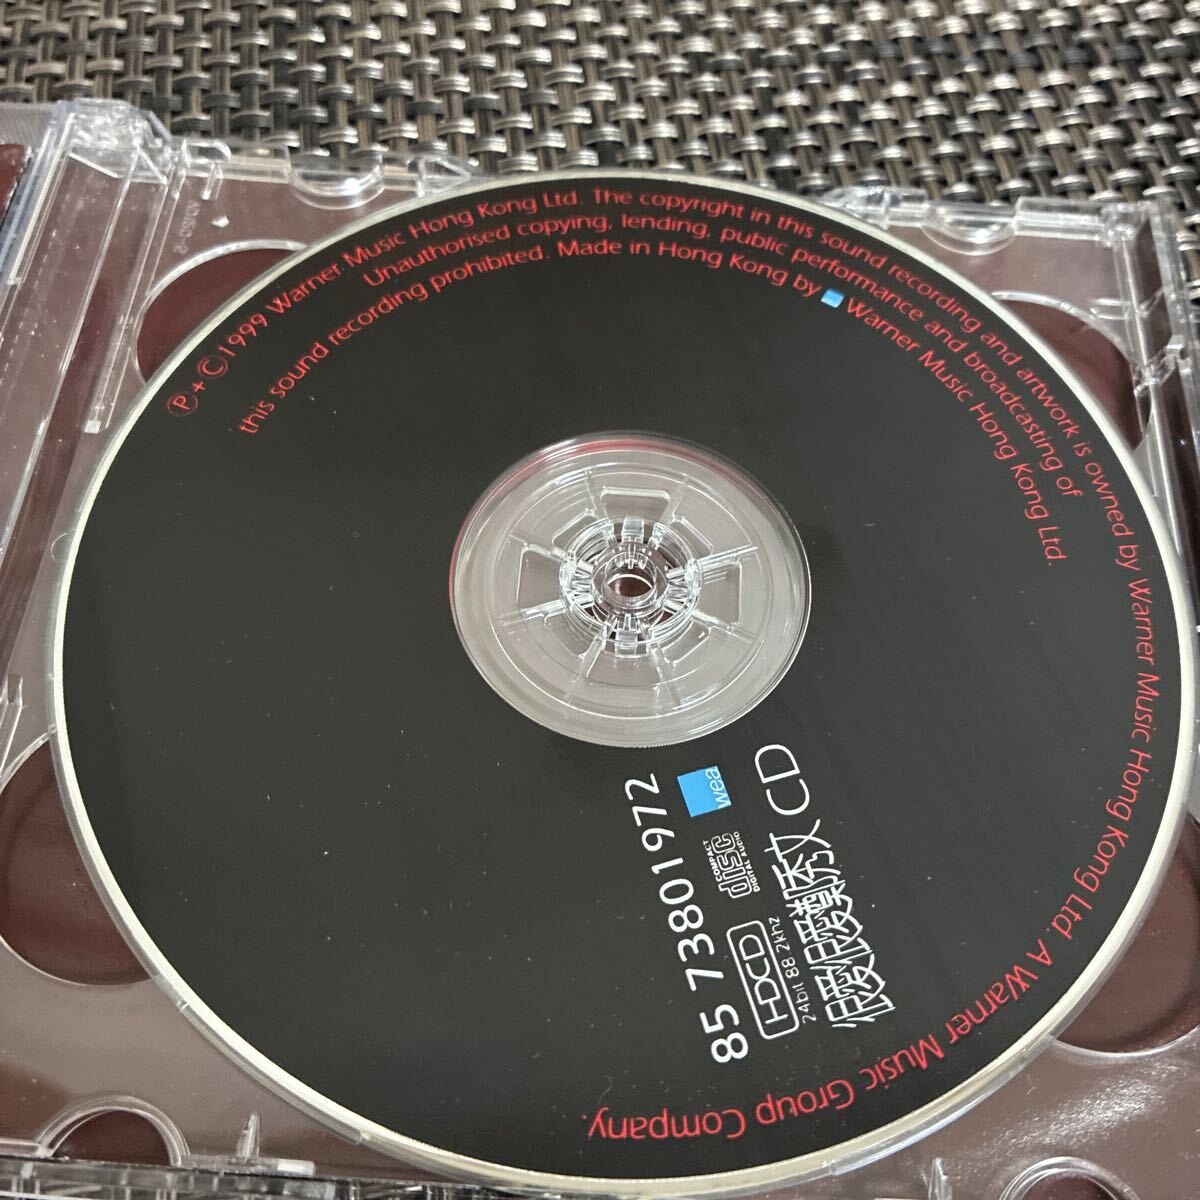 Ⓟ+Ⓒ1999 Warner Music Hong Kong Ltd. The copyright in this sound recording and artwork is owned by Warner Music Hong Kong Ltd. A Warner Music Group Company.
Unauthorised copying, lending, public performance and broadcasting of
this sound recording prohibited. Made in Hong Kong by Warner Music Hong Kong Ltd.
85 73801972
wea
COMPACT
disc
DIGITAL AUDIO
HDCD
24bit 88 2khz
CD